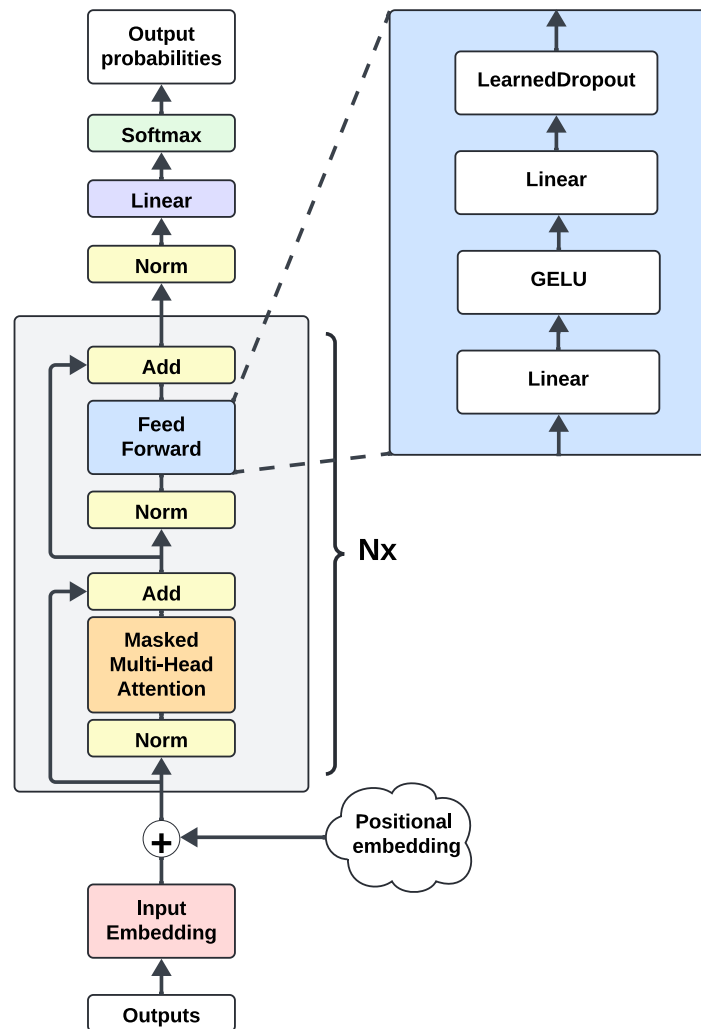 Output
probabilities
Softmax
Linear
Norm
Add
Feed
Forward
Norm
Add
Masked
Multi-Head
Attention
Norm
Nx
Positional
embedding
+
Input
Embedding
Outputs
LearnedDropout
Linear
GELU
Linear